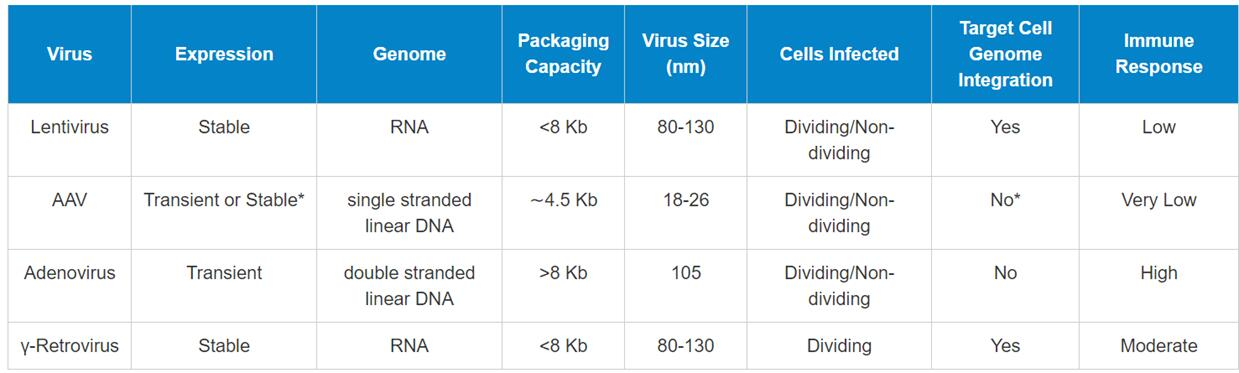 Virus Expression Genome Packaging Capacity Virus Size (nm) Cells Infected Target Cell Genome Integration Immune Response
Lentivirus Stable RNA <8 Kb 80-130 Dividing/Non-dividing Yes Low
AAV Transient or Stable* single stranded linear DNA ~4.5 Kb 18-26 Dividing/Non-dividing No* Very Low
Adenovirus Transient double stranded linear DNA >8 Kb 105 Dividing/Non-dividing No High
γ-Retrovirus Stable RNA <8 Kb 80-130 Dividing Yes Moderate